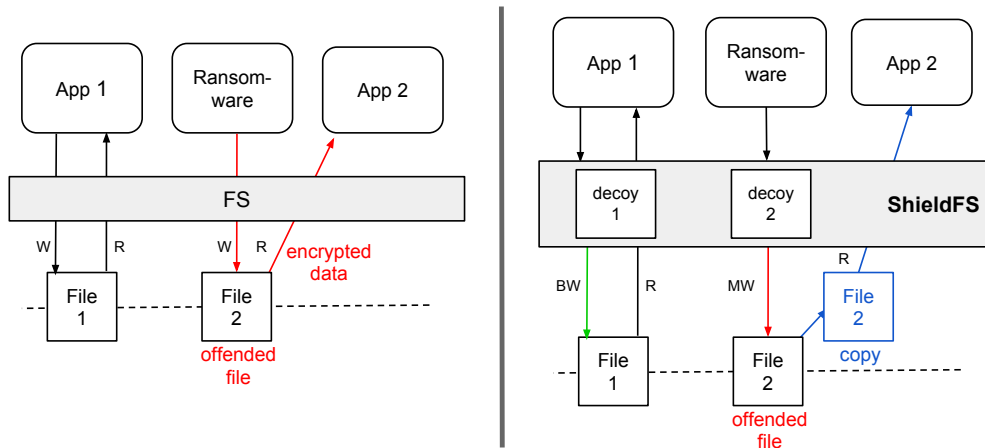 App 1
Ransom-
ware
App 2
FS
W
R
W
R
encrypted
data
File
1
File
2
offended
file
App 1
Ransom-
ware
App 2
decoy
1
decoy
2
ShieldFS
BW
R
MW
R
File
2
copy
File
1
File
2
offended
file